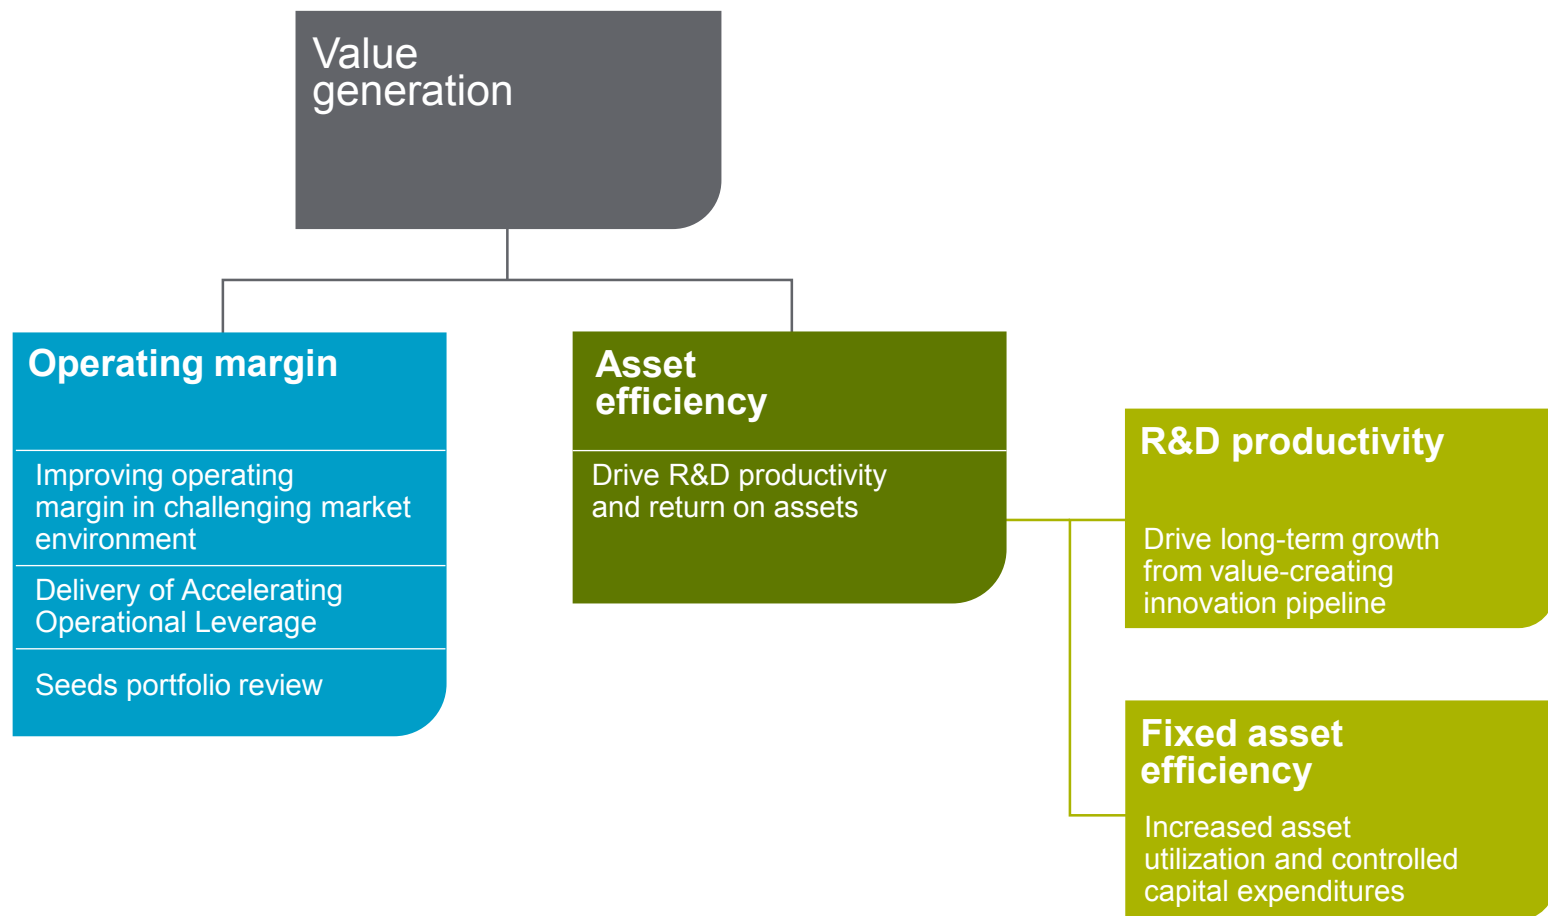 Value
generation
Operating margin
Improving operating
margin in challenging market
environment
Delivery of Accelerating
Operational Leverage
Seeds portfolio review
Asset
efficiency
Drive R&D productivity
and return on assets
R&D productivity
Drive long-term growth
from value-creating
innovation pipeline
Fixed asset
efficiency
Increased asset
utilization and controlled
capital expenditures